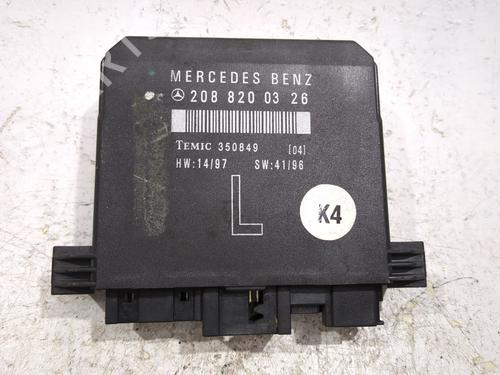 MERCEDES BENZ
208 820 03 26
TEMIC 350849 [04]
HW:14/97 SW:41/96
L
K4